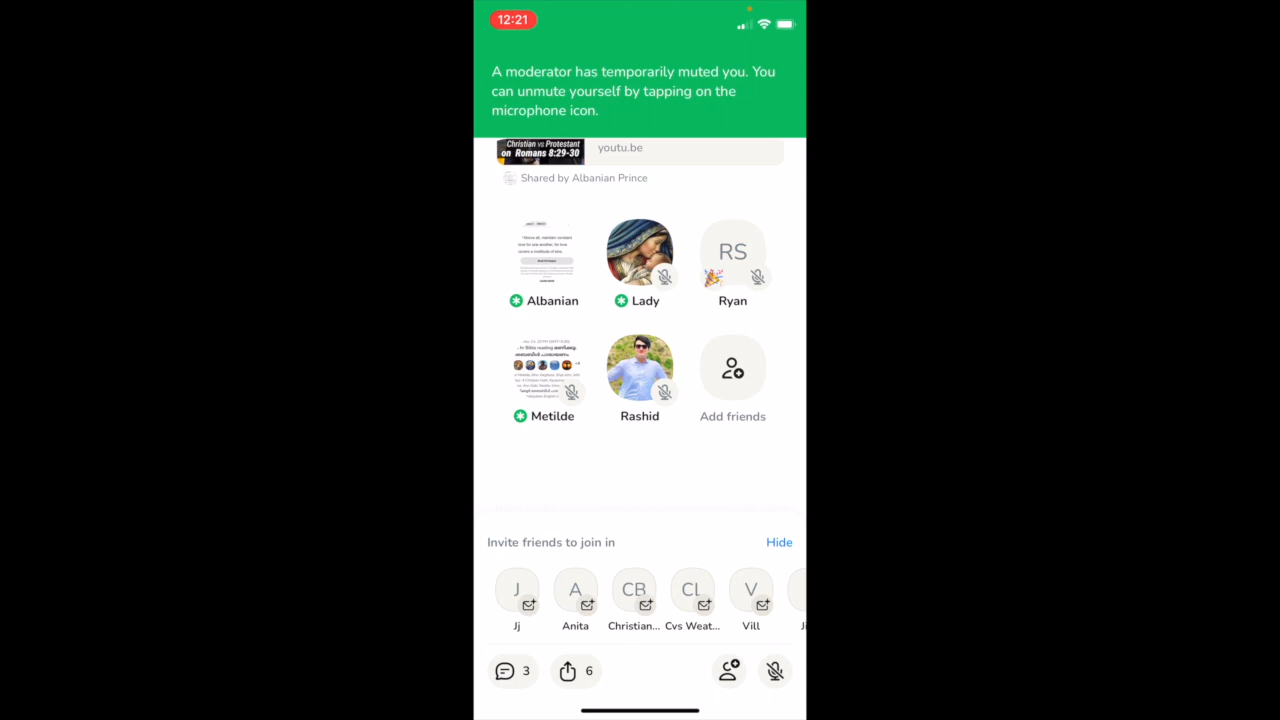 12:21
A moderator has temporarily muted you. You
can unmute yourself by tapping on the
microphone icon.
Christian vs Protestant
on Romans 8:29-30
youtu.be
Shared by Albanian Prince
RS
Albanian
Lady
Ryan
Metilde
Rashid
Add friends
Invite friends to join in
Hide
J
A
CB
CL
V
Jj
Anita
Christian...
Cvs Weat...
Vill
3
6